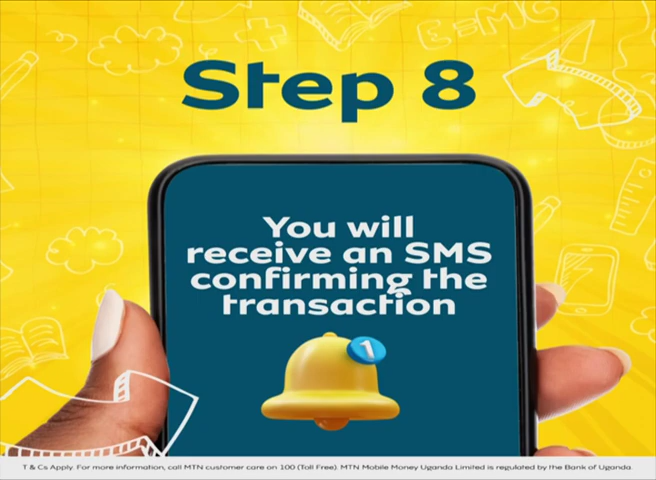 E=MC
Step 8
You will
receive an SMS
confirming the
transaction
1
T & Cs Apply. For more information, call MTN customer care on 100 (Toll Free). MTN Mobile Money Uganda Limited is regulated by the Bank of Uganda.